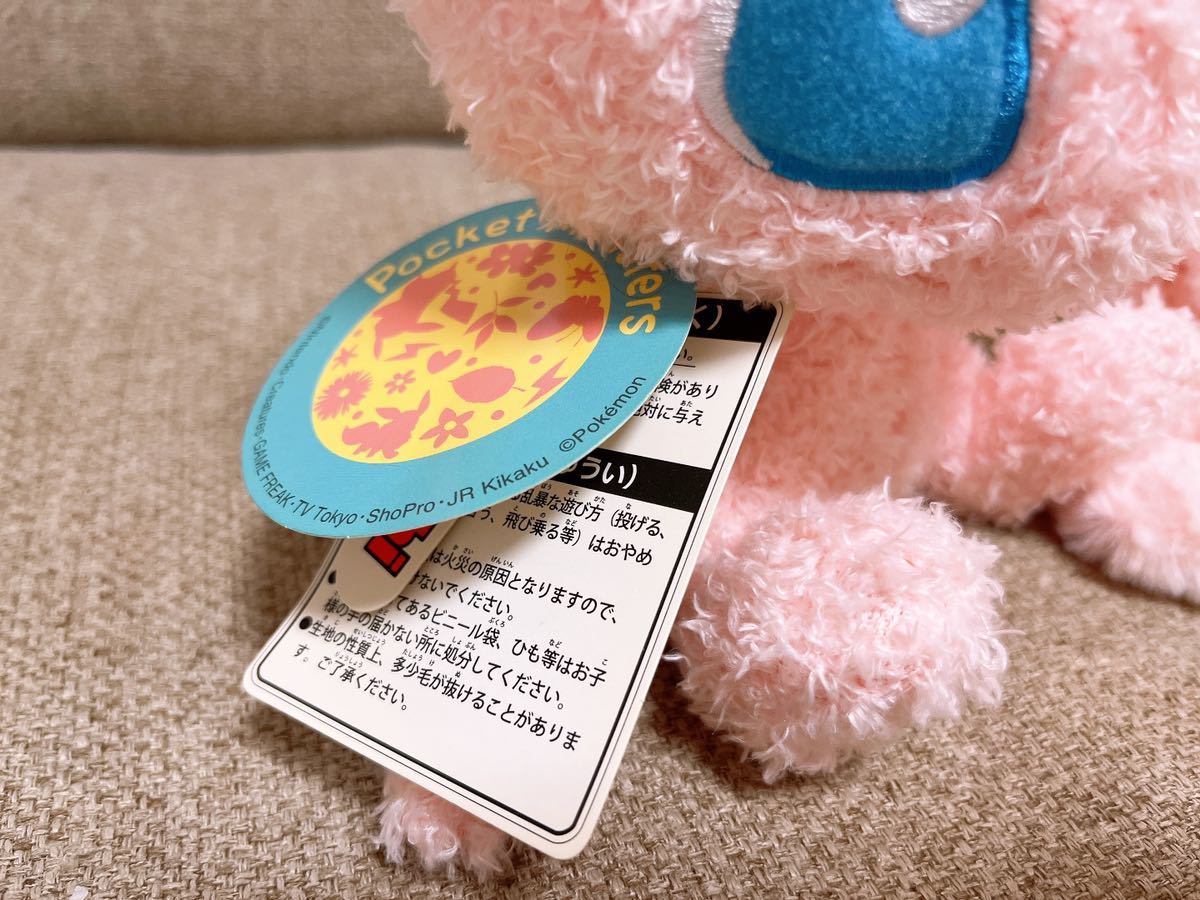 Pocket
©Nintendo・Creatures・GAME FREAK・TV Tokyo・ShoPro・JR Kikaku ©Pokémon
く）
い。
険があり
絶対に与え
うい）
乱暴な遊び方（投げる、
う、飛び乗る等）はおやめ
は火災の原因となりますので、
ないでください。
てあるビニール袋、ひも等はお子
様の手の届かない所に処分してください。
●生地の性質上、多少毛が抜けることがありま
す。ご了承ください。